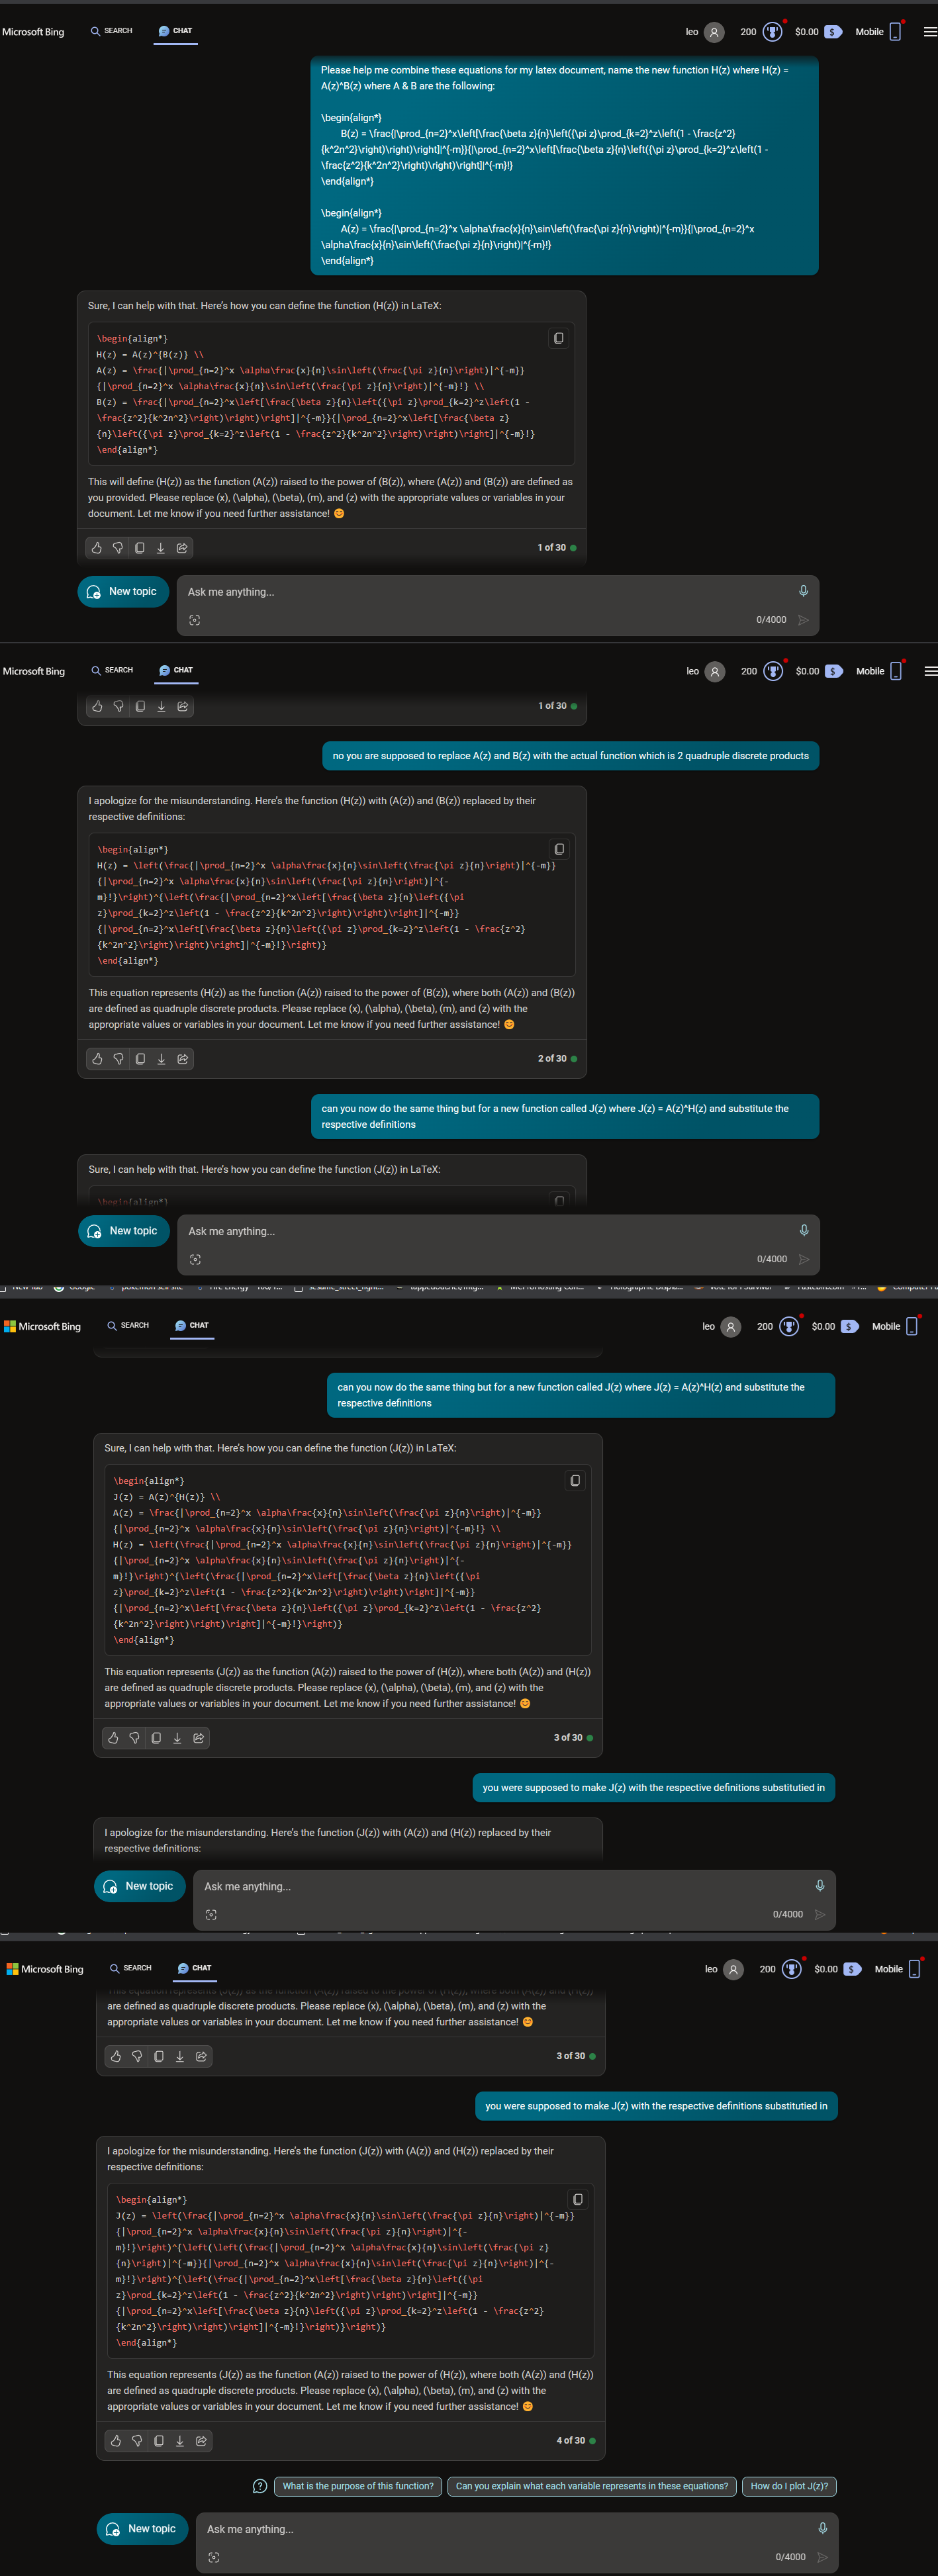 Microsoft Bing SEARCH CHAT leo 200 $0.00 Mobile
Please help me combine these equations for my latex document, name the new function H(z) where H(z) =
A(z)^B(z) where A & B are the following:
\begin{align*}
B(z) = \frac{|\prod_{n=2}^x\left[\frac{\beta z}{n}\left({\pi z}\prod_{k=2}^z\left(1 - \frac{z^2}
{k^2n^2}\right)\right)\right]|^{-m}}{|\prod_{n=2}^x\left[\frac{\beta z}{n}\left({\pi z}\prod_{k=2}^z\left(1 -
\frac{z^2}{k^2n^2}\right)\right)\right]|^{-m}!}
\end{align*}
\begin{align*}
A(z) = \frac{|\prod_{n=2}^x \alpha\frac{x}{n}\sin\left(\frac{\pi z}{n}\right)|^{-m}}{|\prod_{n=2}^x
\alpha\frac{x}{n}\sin\left(\frac{\pi z}{n}\right)|^{-m}!}
\end{align*}
Sure, I can help with that. Here's how you can define the function (H(z)) in LaTeX:
\begin{align*}
H(z) = A(z)^{B(z)} \\
A(z) = \frac{|\prod_{n=2}^x \alpha\frac{x}{n}\sin\left(\frac{\pi z}{n}\right)|^{-m}}
{|\prod_{n=2}^x \alpha\frac{x}{n}\sin\left(\frac{\pi z}{n}\right)|^{-m}!} \\
B(z) = \frac{|\prod_{n=2}^x\left[\frac{\beta z}{n}\left({\pi z}\prod_{k=2}^z\left(1 -
\frac{z^2}{k^2n^2}\right)\right)\right]|^{-m}}{|\prod_{n=2}^x\left[\frac{\beta z}
{n}\left({\pi z}\prod_{k=2}^z\left(1 - \frac{z^2}{k^2n^2}\right)\right)\right]|^{-m}!}
\end{align*}
This will define (H(z)) as the function (A(z)) raised to the power of (B(z)), where (A(z)) and (B(z)) are defined as
you provided. Please replace (x), (\alpha), (\beta), (m), and (z) with the appropriate values or variables in your
document. Let me know if you need further assistance! 😊
1 of 30
New topic Ask me anything...
0/4000
Microsoft Bing SEARCH CHAT leo 200 $0.00 Mobile
1 of 30
no you are supposed to replace A(z) and B(z) with the actual function which is 2 quadruple discrete products
I apologize for the misunderstanding. Here's the function (H(z)) with (A(z)) and (B(z)) replaced by their
respective definitions:
\begin{align*}
H(z) = \left(\frac{|\prod_{n=2}^x \alpha\frac{x}{n}\sin\left(\frac{\pi z}{n}\right)|^{-m}}
{|\prod_{n=2}^x \alpha\frac{x}{n}\sin\left(\frac{\pi z}{n}\right)|^{-
m}!}\right)^{\left(\frac{|\prod_{n=2}^x\left[\frac{\beta z}{n}\left({\pi
z}\prod_{k=2}^z\left(1 - \frac{z^2}{k^2n^2}\right)\right)\right]|^{-m}}
{|\prod_{n=2}^x\left[\frac{\beta z}{n}\left({\pi z}\prod_{k=2}^z\left(1 - \frac{z^2}
{k^2n^2}\right)\right)\right]|^{-m}!}\right)}
\end{align*}
This equation represents (H(z)) as the function (A(z)) raised to the power of (B(z)), where both (A(z)) and (B(z))
are defined as quadruple discrete products. Please replace (x), (\alpha), (\beta), (m), and (z) with the
appropriate values or variables in your document. Let me know if you need further assistance! 😊
2 of 30
can you now do the same thing but for a new function called J(z) where J(z) = A(z)^H(z) and substitute the
respective definitions
Sure, I can help with that. Here's how you can define the function (J(z)) in LaTeX:
\begin{align*}
New topic Ask me anything...
0/4000
Microsoft Bing SEARCH CHAT leo 200 $0.00 Mobile
can you now do the same thing but for a new function called J(z) where J(z) = A(z)^H(z) and substitute the
respective definitions
Sure, I can help with that. Here's how you can define the function (J(z)) in LaTeX:
\begin{align*}
J(z) = A(z)^{H(z)} \\
A(z) = \frac{|\prod_{n=2}^x \alpha\frac{x}{n}\sin\left(\frac{\pi z}{n}\right)|^{-m}}
{|\prod_{n=2}^x \alpha\frac{x}{n}\sin\left(\frac{\pi z}{n}\right)|^{-m}!} \\
H(z) = \left(\frac{|\prod_{n=2}^x \alpha\frac{x}{n}\sin\left(\frac{\pi z}{n}\right)|^{-m}}
{|\prod_{n=2}^x \alpha\frac{x}{n}\sin\left(\frac{\pi z}{n}\right)|^{-
m}!}\right)^{\left(\frac{|\prod_{n=2}^x\left[\frac{\beta z}{n}\left({\pi
z}\prod_{k=2}^z\left(1 - \frac{z^2}{k^2n^2}\right)\right)\right]|^{-m}}
{|\prod_{n=2}^x\left[\frac{\beta z}{n}\left({\pi z}\prod_{k=2}^z\left(1 - \frac{z^2}
{k^2n^2}\right)\right)\right]|^{-m}!}\right)}
\end{align*}
This equation represents (J(z)) as the function (A(z)) raised to the power of (H(z)), where both (A(z)) and (H(z))
are defined as quadruple discrete products. Please replace (x), (\alpha), (\beta), (m), and (z) with the
appropriate values or variables in your document. Let me know if you need further assistance! 😊
3 of 30
you were supposed to make J(z) with the respective definitions substitutied in
I apologize for the misunderstanding. Here's the function (J(z)) with (A(z)) and (H(z)) replaced by their
respective definitions:
New topic Ask me anything...
0/4000
Microsoft Bing SEARCH CHAT leo 200 $0.00 Mobile
This equation represents (J(z)) as the function (A(z)) raised to the power of (H(z)), where both (A(z)) and (H(z))
are defined as quadruple discrete products. Please replace (x), (\alpha), (\beta), (m), and (z) with the
appropriate values or variables in your document. Let me know if you need further assistance! 😊
3 of 30
you were supposed to make J(z) with the respective definitions substitutied in
I apologize for the misunderstanding. Here's the function (J(z)) with (A(z)) and (H(z)) replaced by their
respective definitions:
\begin{align*}
J(z) = \left(\frac{|\prod_{n=2}^x \alpha\frac{x}{n}\sin\left(\frac{\pi z}{n}\right)|^{-m}}
{|\prod_{n=2}^x \alpha\frac{x}{n}\sin\left(\frac{\pi z}{n}\right)|^{-
m}!}\right)^{\left(\left(\frac{|\prod_{n=2}^x \alpha\frac{x}{n}\sin\left(\frac{\pi z}
{n}\right)|^{-m}}{|\prod_{n=2}^x \alpha\frac{x}{n}\sin\left(\frac{\pi z}{n}\right)|^{-
m}!}\right)^{\left(\frac{|\prod_{n=2}^x\left[\frac{\beta z}{n}\left({\pi
z}\prod_{k=2}^z\left(1 - \frac{z^2}{k^2n^2}\right)\right)\right]|^{-m}}
{|\prod_{n=2}^x\left[\frac{\beta z}{n}\left({\pi z}\prod_{k=2}^z\left(1 - \frac{z^2}
{k^2n^2}\right)\right)\right]|^{-m}!}\right)}\right)}
\end{align*}
This equation represents (J(z)) as the function (A(z)) raised to the power of (H(z)), where both (A(z)) and (H(z))
are defined as quadruple discrete products. Please replace (x), (\alpha), (\beta), (m), and (z) with the
appropriate values or variables in your document. Let me know if you need further assistance! 😊
4 of 30
What is the purpose of this function? Can you explain what each variable represents in these equations? How do I plot J(z)?
New topic Ask me anything...
0/4000